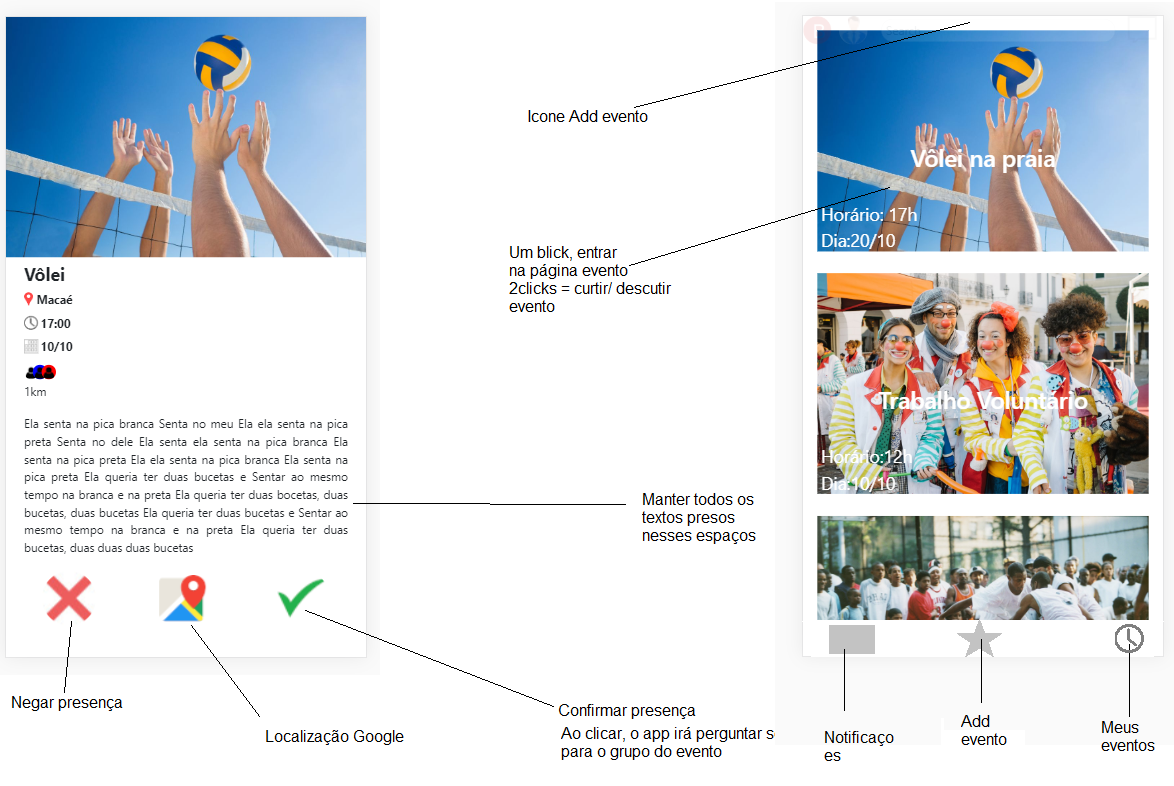 Vôlei
Macaé
17:00
10/10
1km
Ela senta na pica branca Senta no meu Ela ela senta na pica
preta Senta no dele Ela senta ela senta na pica branca Ela
senta na pica preta Ela ela senta na pica branca Ela senta na
pica preta Ela queria ter duas bucetas e Sentar ao mesmo
tempo na branca e na preta Ela queria ter duas bocetas, duas
bucetas, duas bucetas Ela queria ter duas bucetas e Sentar ao
mesmo tempo na branca e na preta Ela queria ter duas
bucetas, duas duas duas bucetas
Negar presença
Localização Google
Confirmar presença
Ao clicar, o app irá perguntar s
para o grupo do evento
Icone Add evento
Um blick, entrar
na página evento
2clicks = curtir/ descutir
evento
Manter todos os
textos presos
nesses espaços
Vôlei na praia
Horário: 17h
Dia:20/10
Trabalho Voluntário
Horário:12h
Dia:10/10
Notificaço
es
Add
evento
Meus
eventos